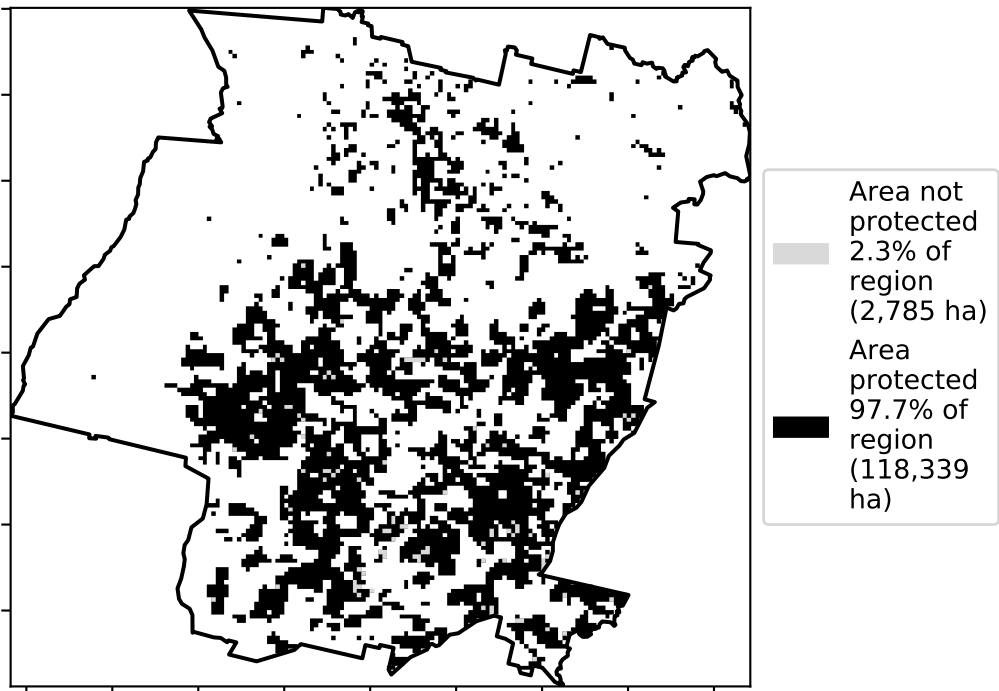 Area not
protected
2.3% of
region
(2,785 ha)
Area
protected
97.7% of
region
(118,339
ha)